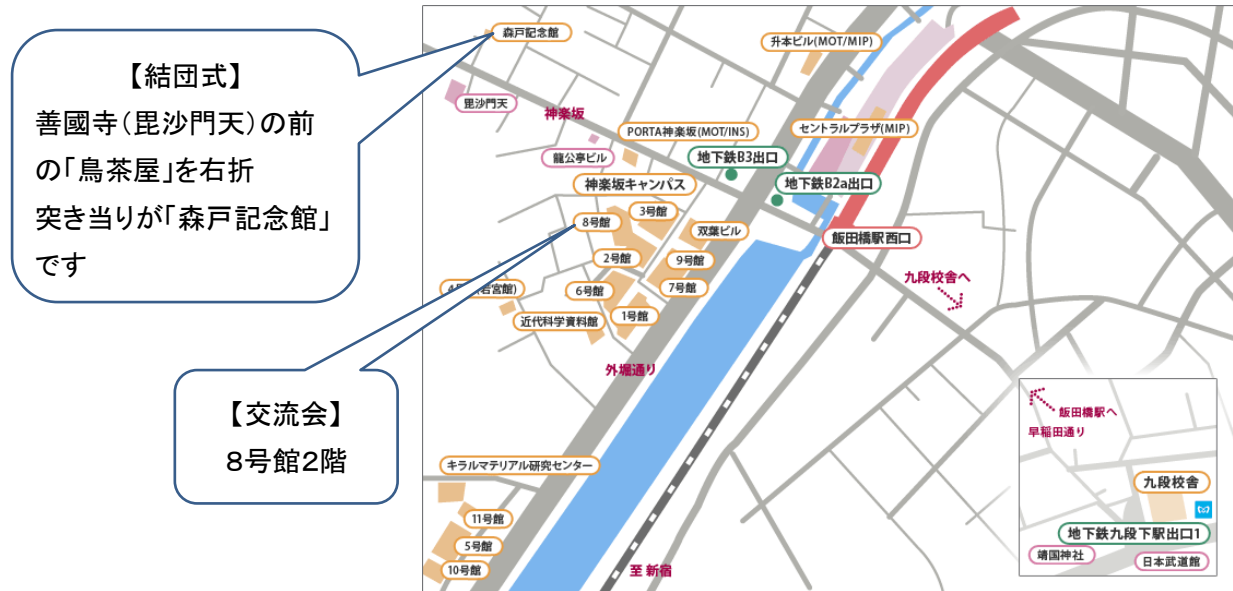 【結団式】
善國寺（毘沙門天）の前
の「鳥茶屋」を右折
突き当りが「森戸記念館」
です
森戸記念館
毘沙門天
神楽坂
升本ビル(MOT/MIP)
PORTA神楽坂(MOT/INS)
セントラルプラザ(MIP)
龍公亭ビル
地下鉄B3出口
地下鉄B2a出口
神楽坂キャンパス
8号館
3号館
双葉ビル
飯田橋駅西口
2号館
9号館
九段校舎へ
6号館
7号館
近代科学資料館
1号館
外堀通り
【交流会】
８号館２階
キラルマテリアル研究センター
11号館
5号館
10号館
至 新宿
飯田橋駅へ
早稲田通り
九段校舎
地下鉄九段下駅出口1
靖国神社
日本武道館